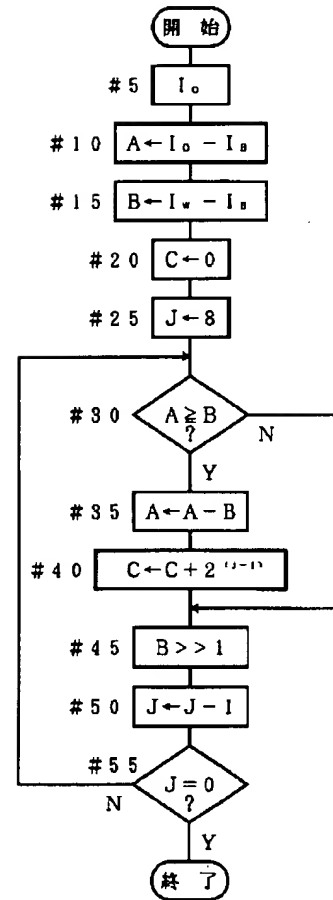 開 始
#5 I₀
#10 A←I₀−I_B
#15 B←I_w−I_B
#20 C←0
#25 J←8
#30 A≧B
? N
Y
#35 A←A−B
#40 C←C+2^(J−1)
#45 B>>1
#50 J←J−1
#55
J=0
N ?
Y
終 了